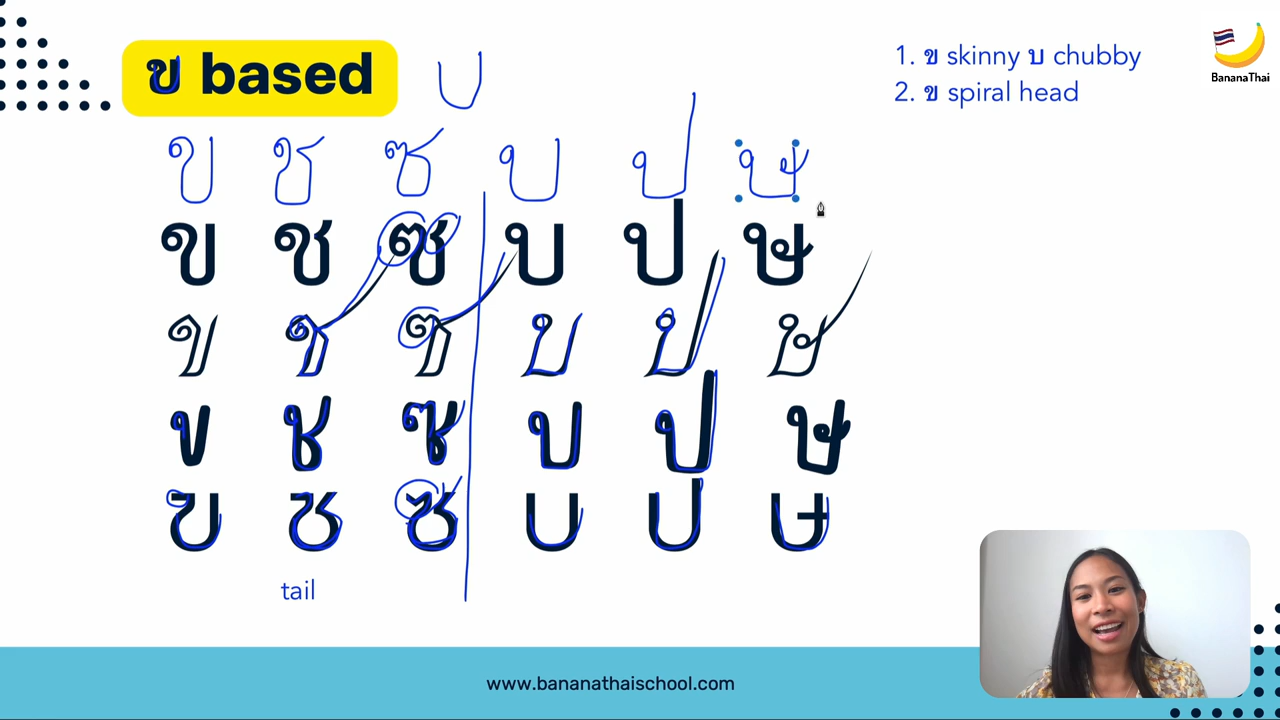 ข based
บ
1. ข skinny บ chubby
2. ข spiral head
BananaThai
ข ช ซ บ ป ษ
ข ช ซ บ ป ษ
ข ช ซ บ ป ษ
ข ช ซ บ ป ษ
ข ช ซ บ ป ษ
tail
www.bananathaischool.com